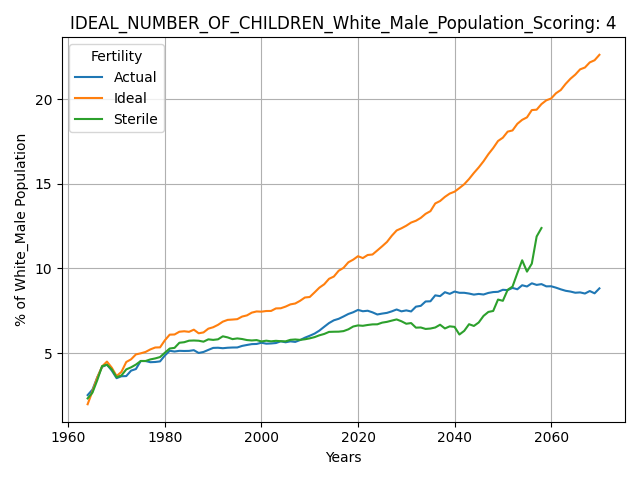 IDEAL_NUMBER_OF_CHILDREN_White_Male_Population_Scoring: 4
Fertility
Actual
Ideal
Sterile
% of White_Male Population
20
15
10
5
1960 1980 2000 2020 2040 2060
Years